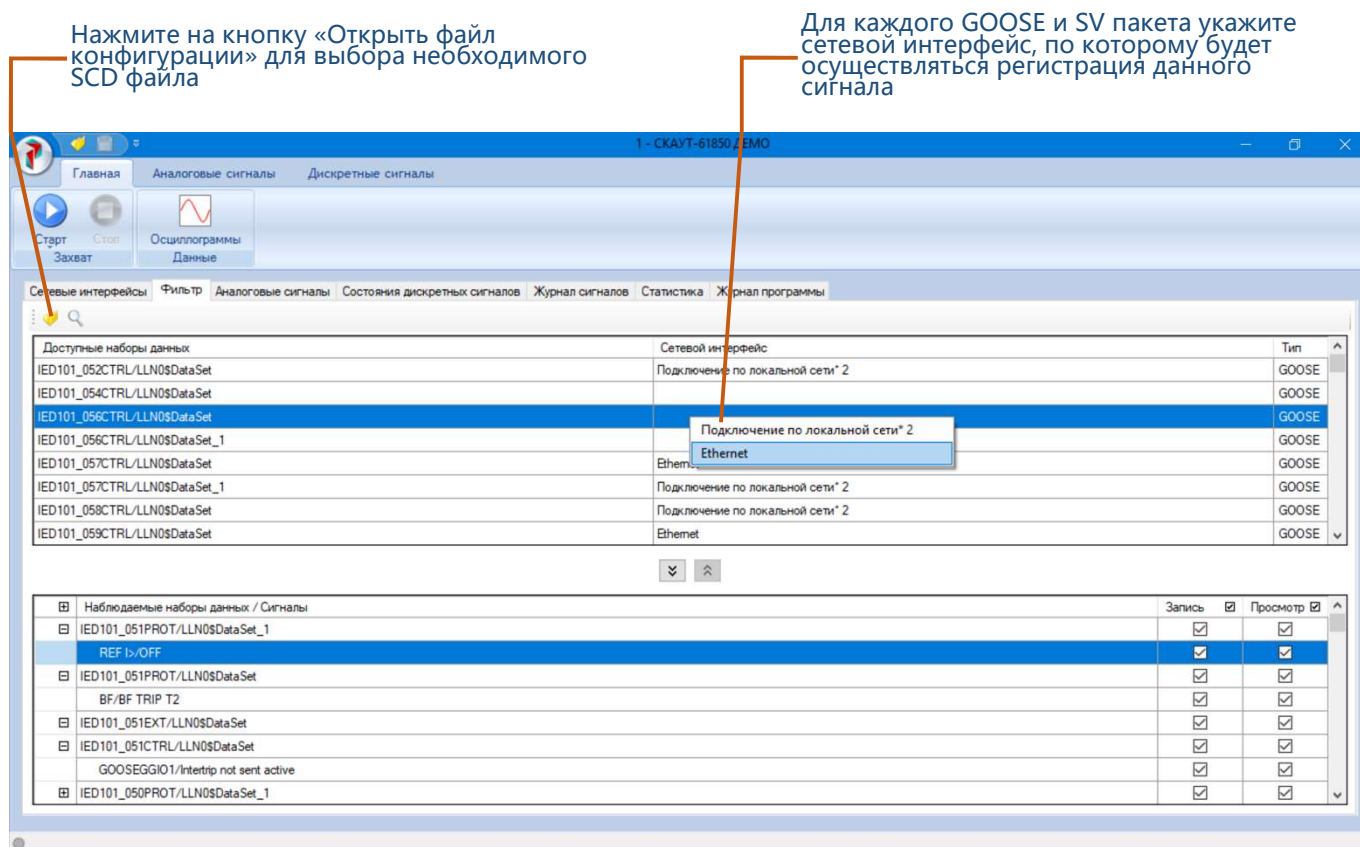 Нажмите на кнопку «Открыть файл
конфигурации» для выбора необходимого
SCD файла
Для каждого GOOSE и SV пакета укажите
сетевой интерфейс, по которому будет
осуществляться регистрация данного
сигнала
1 - СКАУТ-61850 ДЕМО
Главная Аналоговые сигналы Дискретные сигналы
Старт Стоп Осциллограммы
Захват Данные
Сетевые интерфейсы Фильтр Аналоговые сигналы Состояния дискретных сигналов Журнал сигналов Статистика Журнал программы
Доступные наборы данных Сетевой интерфейс Тип
IED101_052CTRL/LLN0$DataSet Подключение по локальной сети* 2 GOOSE
IED101_054CTRL/LLN0$DataSet GOOSE
IED101_056CTRL/LLN0$DataSet GOOSE
Подключение по локальной сети* 2
IED101_056CTRL/LLN0$DataSet_1 GOOSE
Ethernet
IED101_057CTRL/LLN0$DataSet Ethernet GOOSE
IED101_057CTRL/LLN0$DataSet_1 Подключение по локальной сети* 2 GOOSE
IED101_058CTRL/LLN0$DataSet Подключение по локальной сети* 2 GOOSE
IED101_059CTRL/LLN0$DataSet Ethernet GOOSE
Наблюдаемые наборы данных / Сигналы Запись Просмотр
IED101_051PROT/LLN0$DataSet_1
REF I>/OFF
IED101_051PROT/LLN0$DataSet
BF/BF TRIP T2
IED101_051EXT/LLN0$DataSet
IED101_051CTRL/LLN0$DataSet
GOOSEGGIO1/Intertrip not sent active
IED101_050PROT/LLN0$DataSet_1